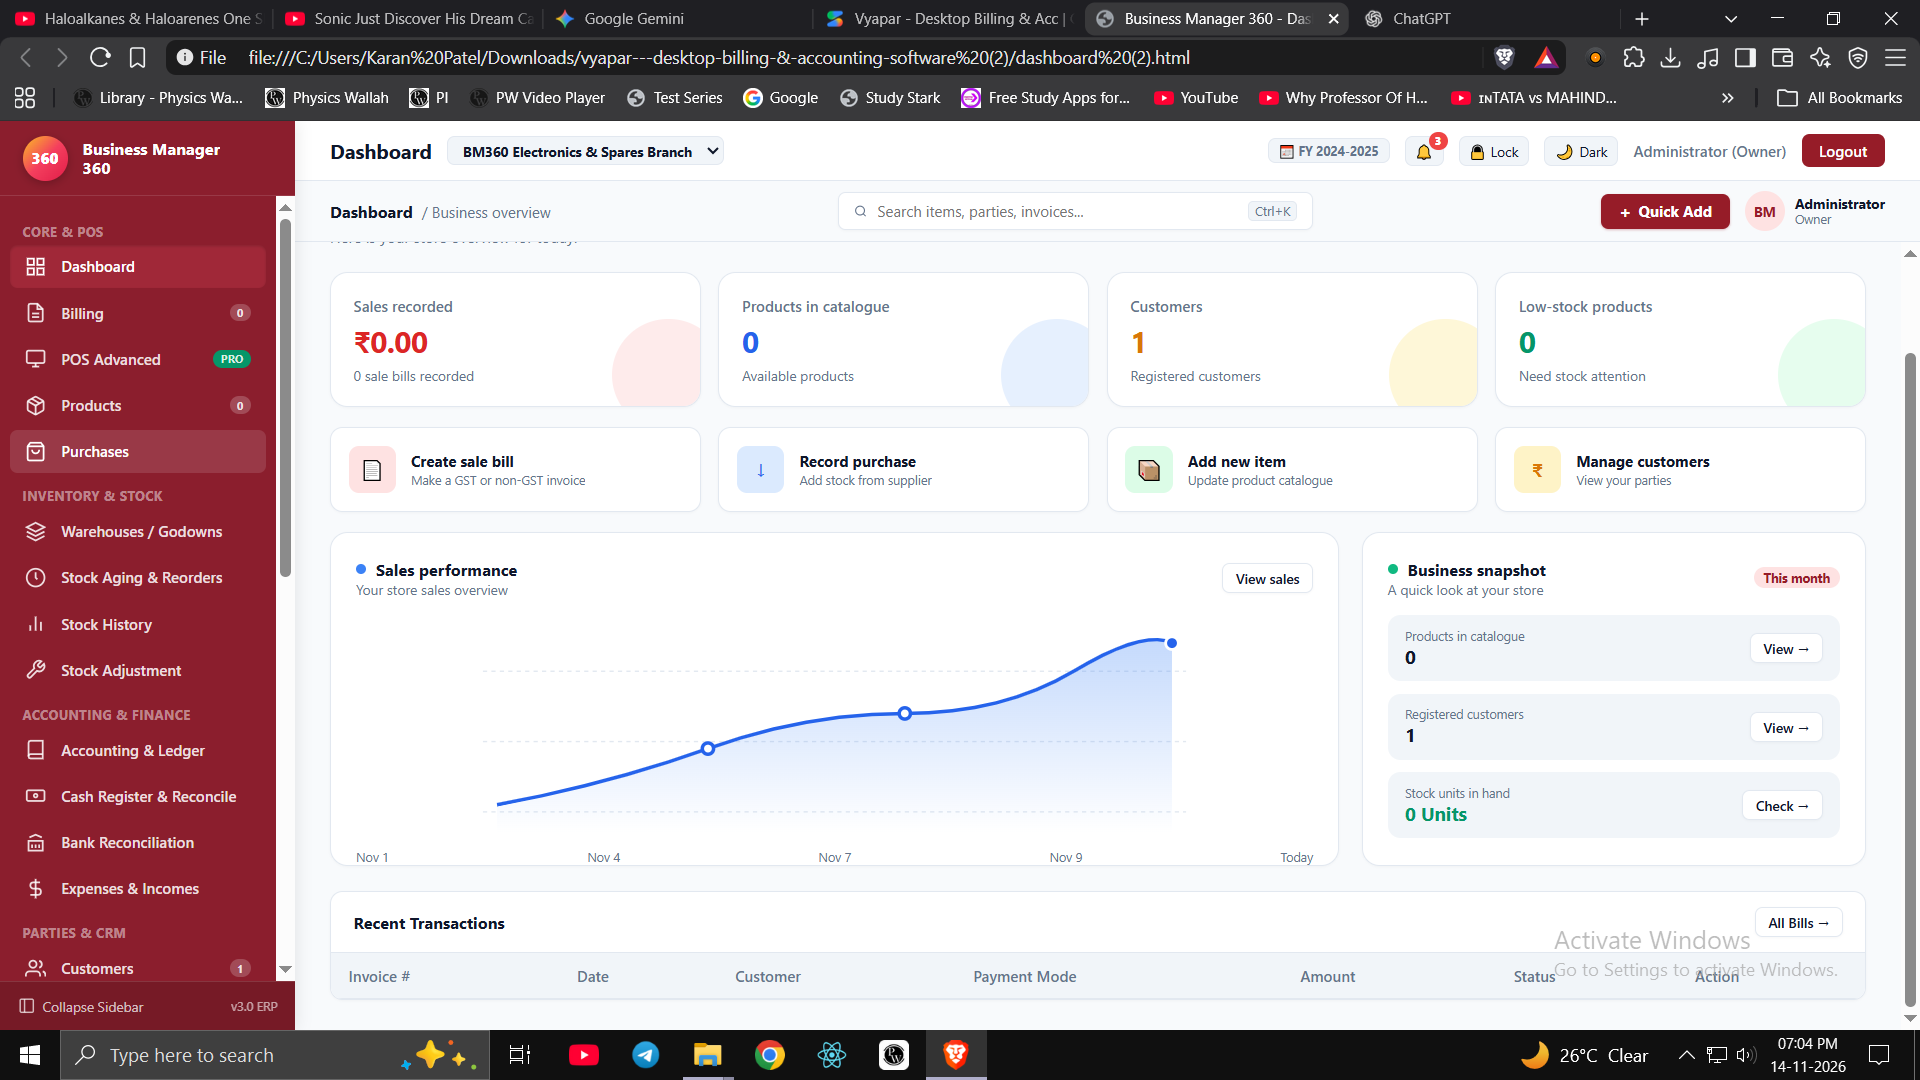 Haloalkanes & Haloarenes One S
Sonic Just Discover His Dream Ca
Google Gemini
Vyapar - Desktop Billing & Acc |
Business Manager 360 - Das
ChatGPT
File
file:///C:/Users/Karan%20Patel/Downloads/vyapar---desktop-billing-&-accounting-software%20(2)/dashboard%20(2).html
Library - Physics Wa...
Physics Wallah
PI
PW Video Player
Test Series
Google
Study Stark
Free Study Apps for...
YouTube
Why Professor Of H...
ɪɴTATA vs MAHIND...
All Bookmarks
360
Business Manager
360
CORE & POS
Dashboard
Billing
0
POS Advanced
PRO
Products
0
Purchases
INVENTORY & STOCK
Warehouses / Godowns
Stock Aging & Reorders
Stock History
Stock Adjustment
ACCOUNTING & FINANCE
Accounting & Ledger
Cash Register & Reconcile
Bank Reconciliation
Expenses & Incomes
PARTIES & CRM
Customers
1
Collapse Sidebar
v3.0 ERP
Dashboard
BM360 Electronics & Spares Branch
FY 2024-2025
3
Lock
Dark
Administrator (Owner)
Logout
Dashboard / Business overview
Search items, parties, invoices...
Ctrl+K
+ Quick Add
BM
Administrator
Owner
Here is your store overview for today.
Sales recorded
₹0.00
0 sale bills recorded
Products in catalogue
0
Available products
Customers
1
Registered customers
Low-stock products
0
Need stock attention
Create sale bill
Make a GST or non-GST invoice
↓
Record purchase
Add stock from supplier
Add new item
Update product catalogue
₹
Manage customers
View your parties
Sales performance
Your store sales overview
View sales
Nov 1
Nov 4
Nov 7
Nov 9
Today
Business snapshot
A quick look at your store
This month
Products in catalogue
0
View →
Registered customers
1
View →
Stock units in hand
0 Units
Check →
Recent Transactions
All Bills →
Invoice #
Date
Customer
Payment Mode
Amount
Status
Action
Activate Windows
Go to Settings to activate Windows.
Type here to search
26°C Clear
07:04 PM
14-11-2026